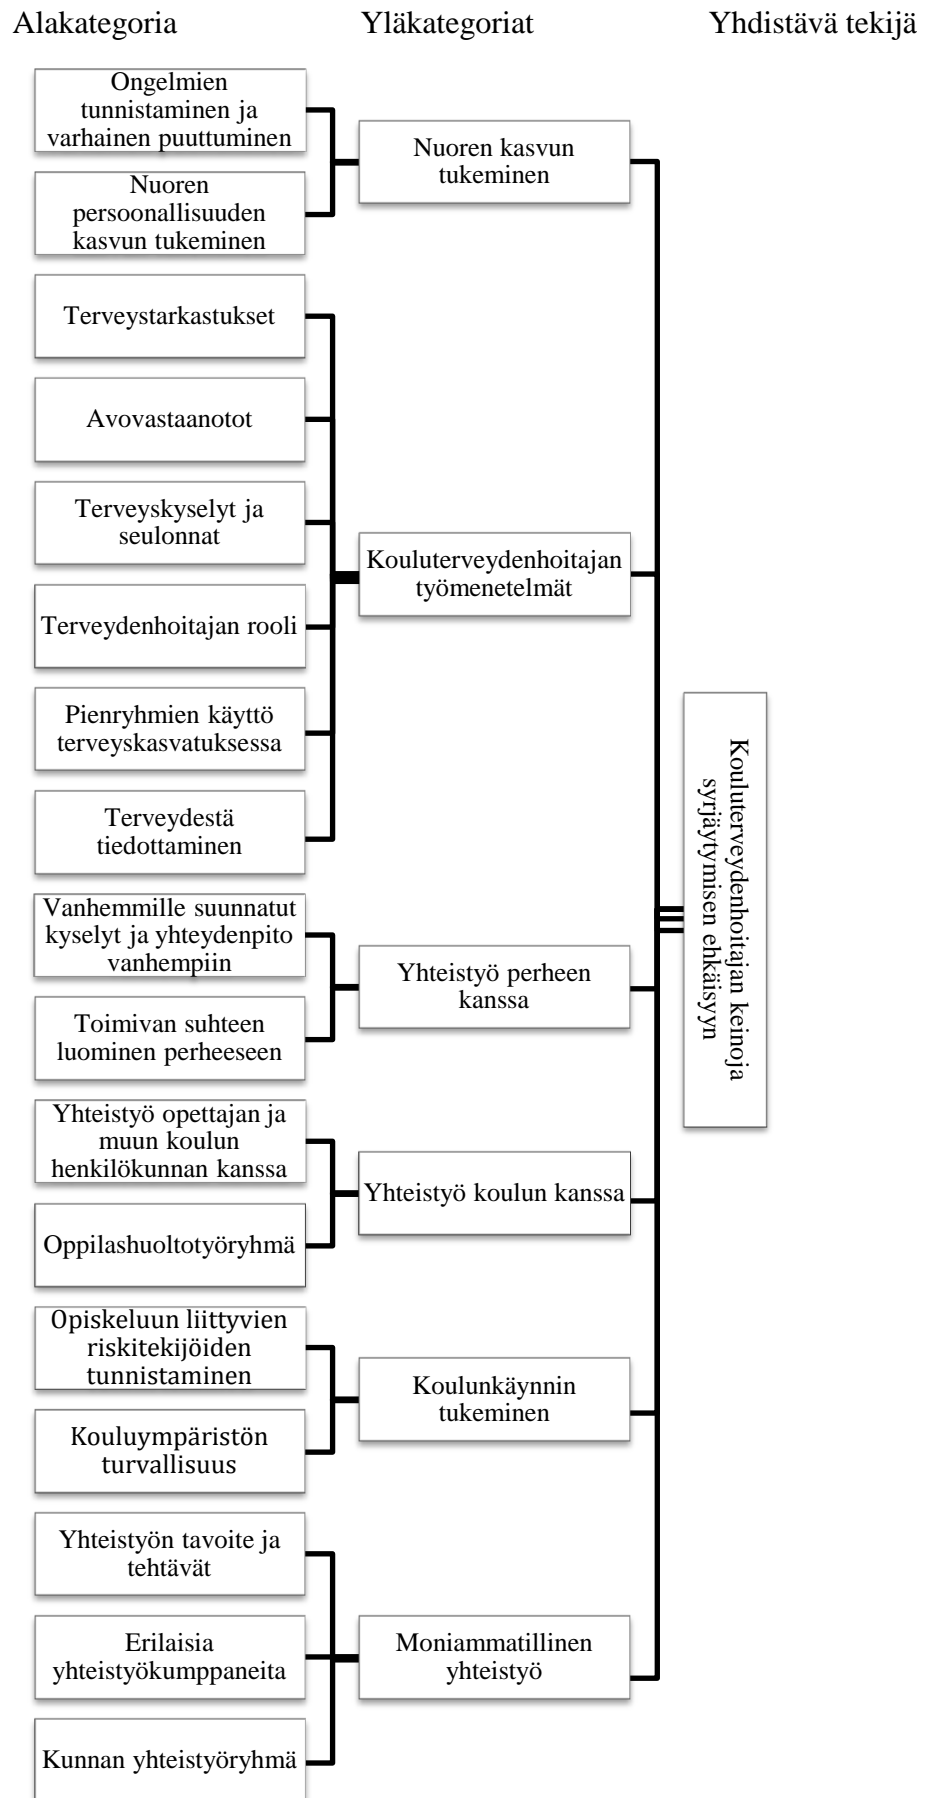 Alakategoria
Yläkategoriat
Yhdistävä tekijä
Ongelmien
tunnistaminen ja
varhainen puuttuminen
Nuoren
persoonallisuuden
kasvun tukeminen
Nuoren kasvun
tukeminen
Terveystarkastukset
Avovastaanotot
Terveyskyselyt ja
seulonnat
Terveydenhoitajan rooli
Pienryhmien käyttö
terveyskasvatuksessa
Terveydestä
tiedottaminen
Kouluterveydenhoitajan
työmenetelmät
Vanhemmille suunnatut
kyselyt ja yhteydenpito
vanhempiin
Toimivan suhteen
luominen perheeseen
Yhteistyö perheen
kanssa
Yhteistyö opettajan ja
muun koulun
henkilökunnan kanssa
Oppilashuoltotyöryhmä
Yhteistyö koulun kanssa
Opiskeluun liittyvien
riskitekijöiden
tunnistaminen
Kouluympäristön
turvallisuus
Koulunkäynnin
tukeminen
Yhteistyön tavoite ja
tehtävät
Erilaisia
yhteistyökumppaneita
Kunnan yhteistyöryhmä
Moniammatillinen
yhteistyö
Kouluterveydenhoitajan keinoja
syrjäytymisen ehkäisyyn